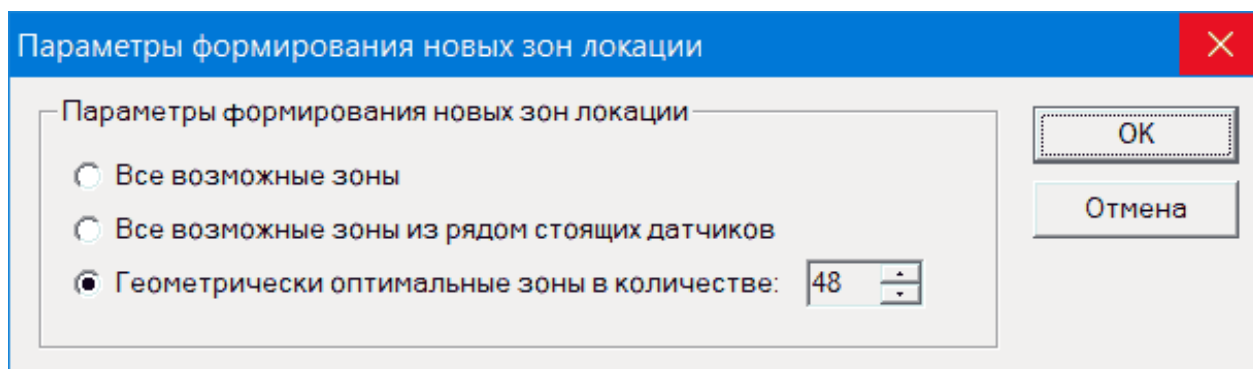 Параметры формирования новых зон локации
Параметры формирования новых зон локации
Все возможные зоны
Все возможные зоны из рядом стоящих датчиков
Геометрически оптимальные зоны в количестве: 48
OK
Отмена